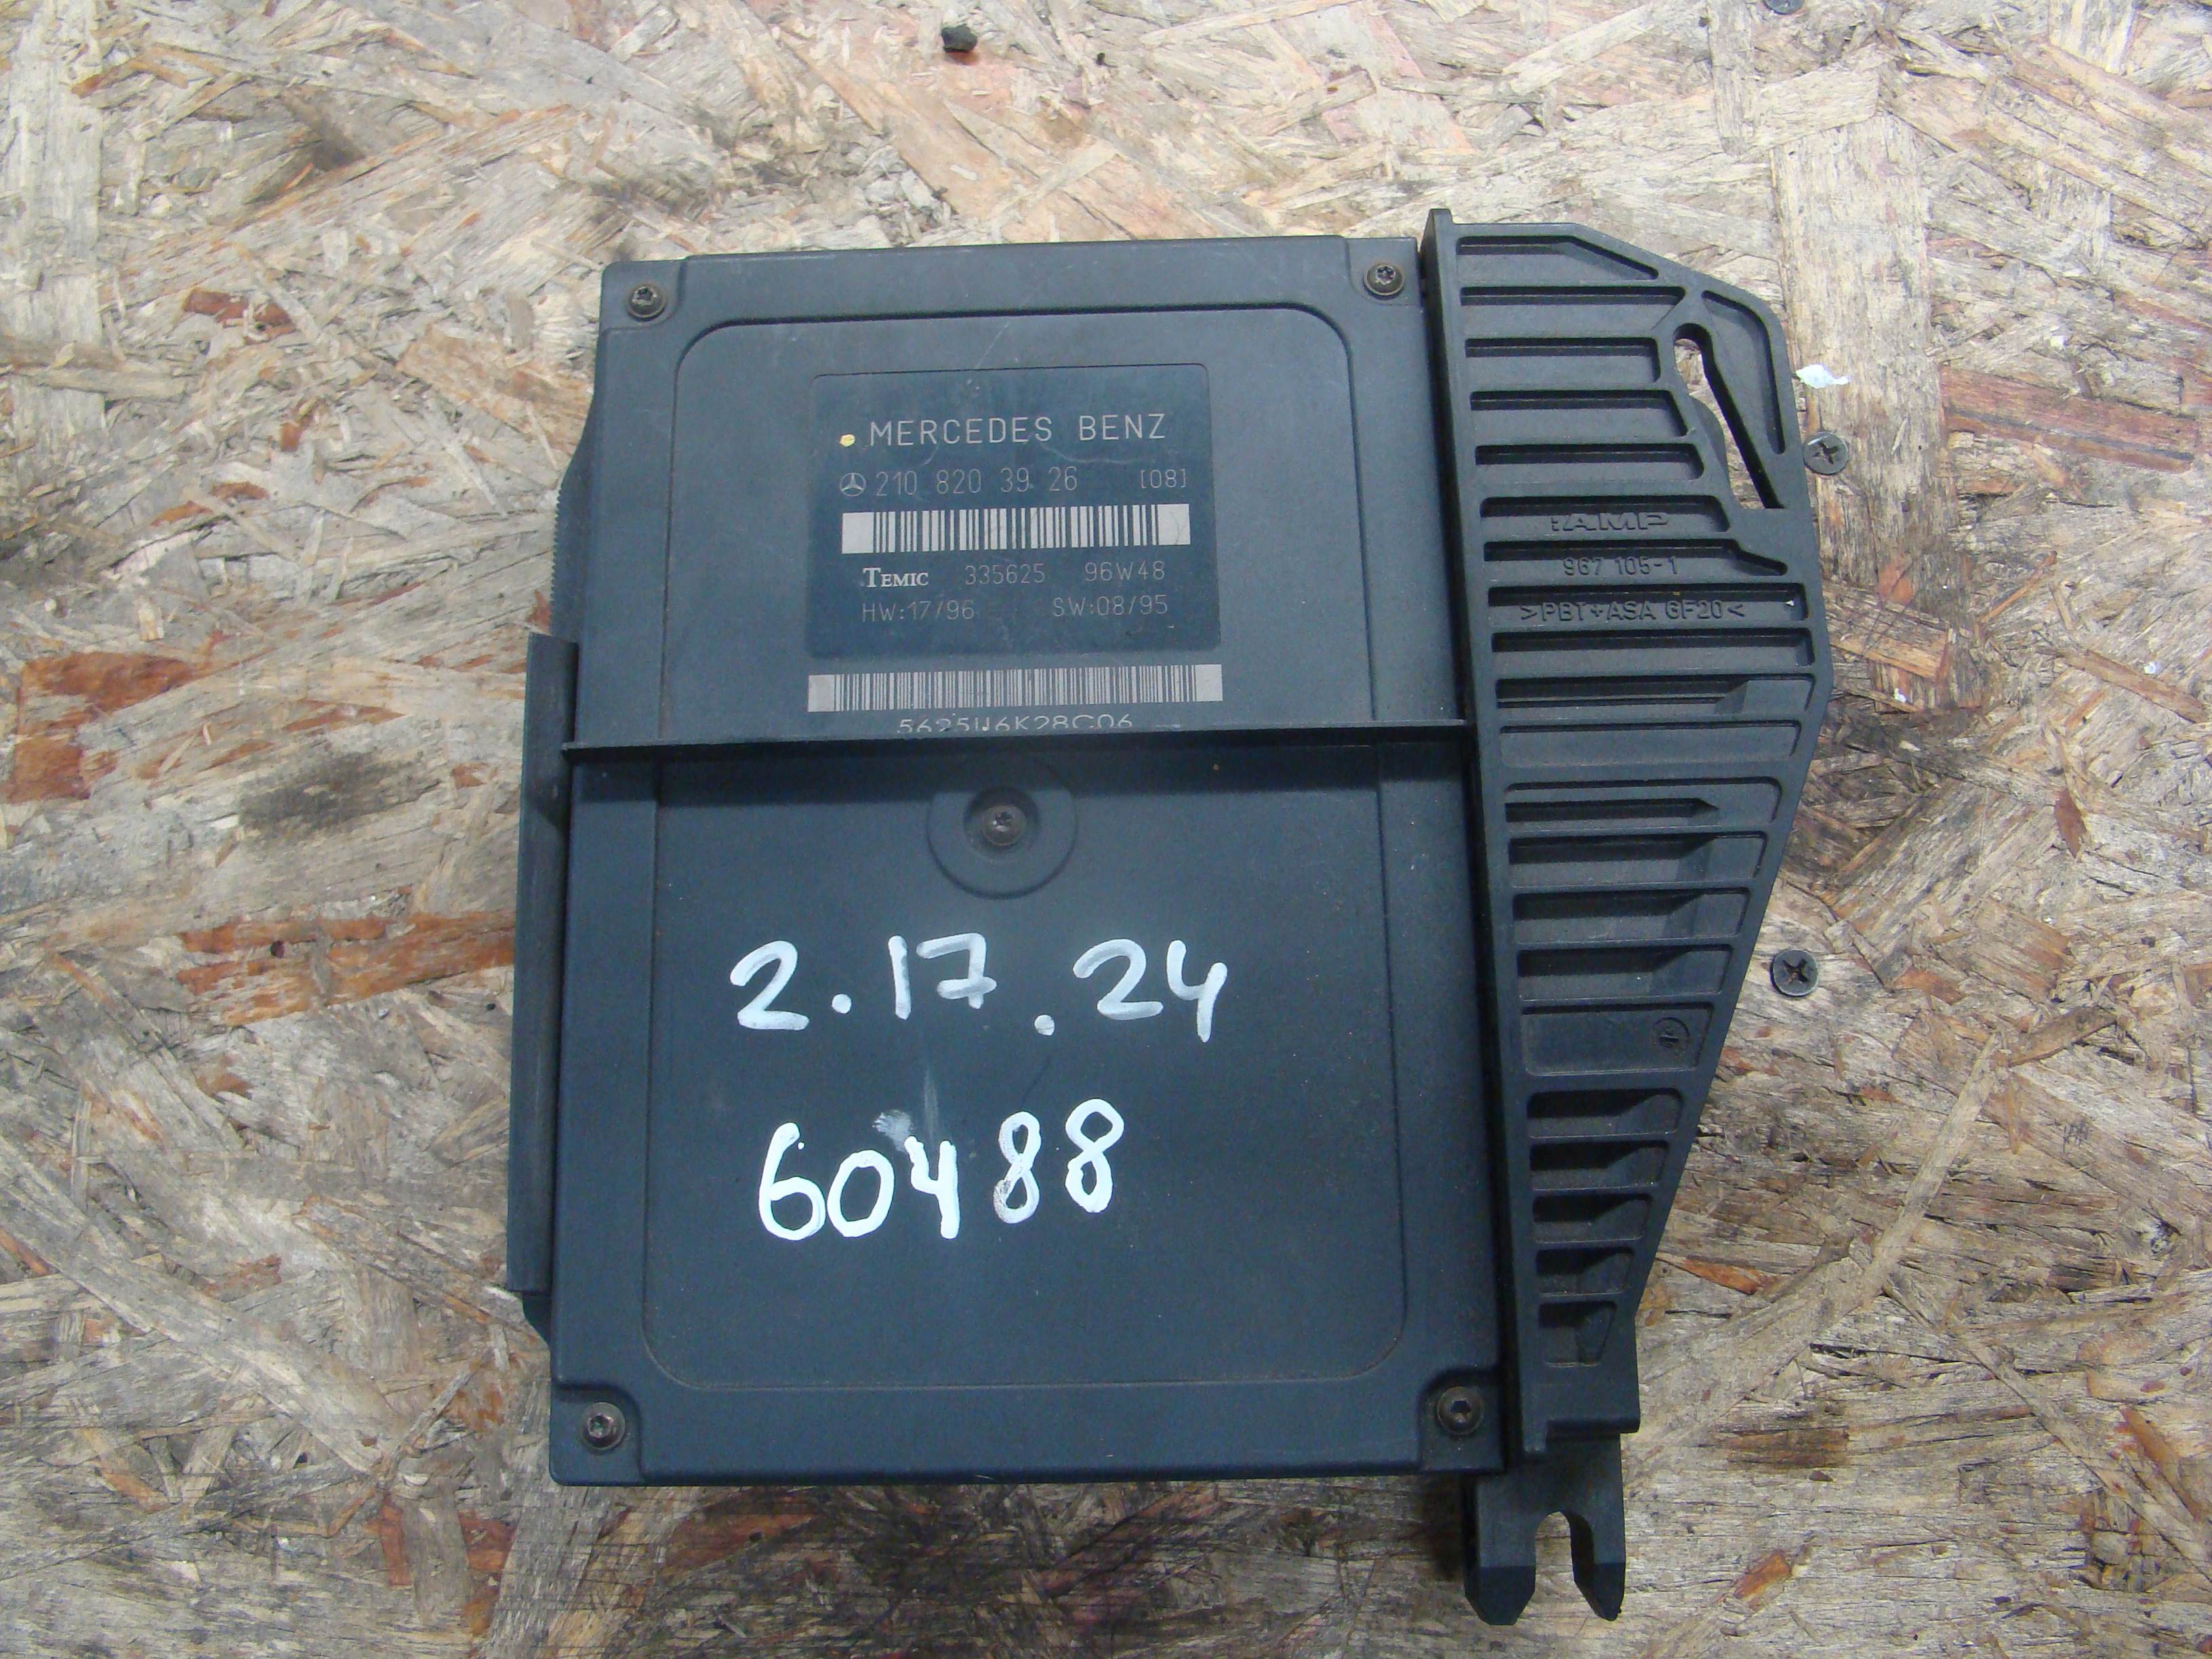 MERCEDES BENZ
210 820 39 26 [08]
TEMIC 335625 96W48
HW:17/96 SW:08/95
5625W6K28C06
AMP
967 105-1
>PBT+ASA GF20<
2.17.24
60488